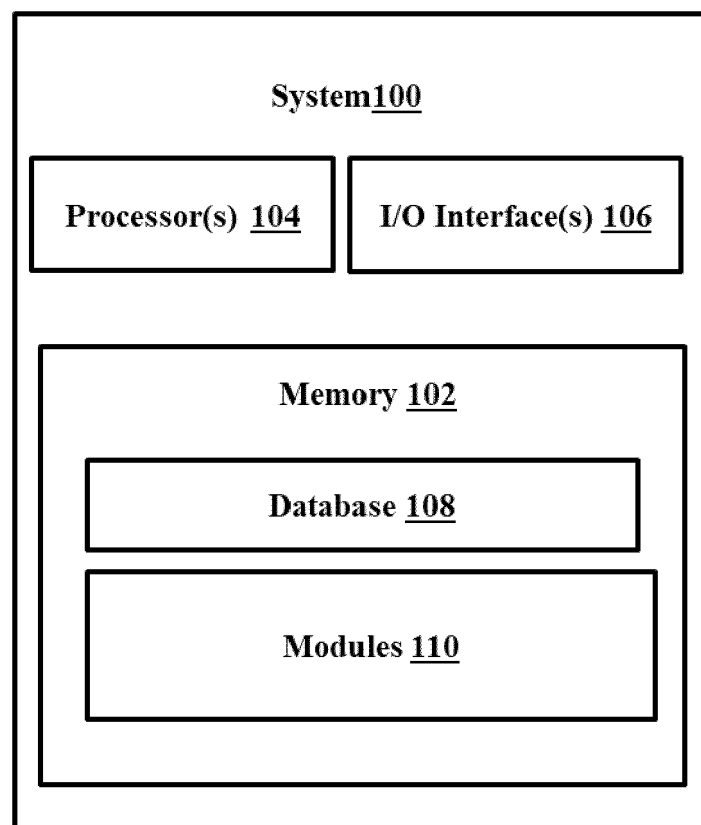 System100
Processor(s) 104
I/O Interface(s) 106
Memory 102
Database 108
Modules 110